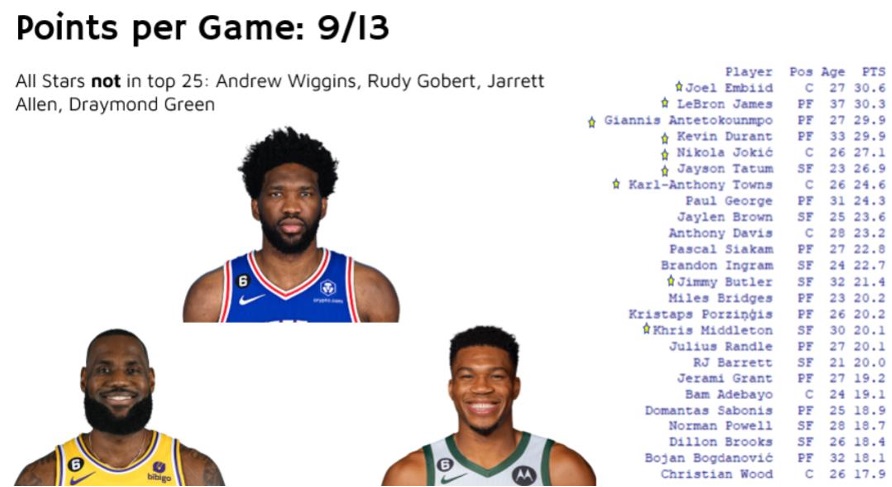 Points per Game: 9/13
All Stars not in top 25: Andrew Wiggins, Rudy Gobert, Jarrett
Allen, Draymond Green
Player Pos Age PTS
Joel Embiid C 27 30.6
LeBron James PF 37 30.3
Giannis Antetokounmpo PF 27 29.9
Kevin Durant PF 33 29.9
Nikola Jokić C 26 27.1
Jayson Tatum SF 23 26.9
Karl-Anthony Towns C 26 24.6
Paul George PF 31 24.3
Jaylen Brown SF 25 23.6
Anthony Davis C 28 23.2
Pascal Siakam PF 27 22.8
Brandon Ingram SF 24 22.7
Jimmy Butler SF 32 21.4
Miles Bridges PF 23 20.2
Kristaps Porziņģis PF 26 20.2
Khris Middleton SF 30 20.1
Julius Randle PF 27 20.1
RJ Barrett SF 21 20.0
Jerami Grant PF 27 19.2
Bam Adebayo C 24 19.1
Domantas Sabonis PF 25 18.9
Norman Powell SF 28 18.7
Dillon Brooks SF 26 18.4
Bojan Bogdanović PF 32 18.1
Christian Wood C 26 17.9
6
crypto.com
6
bibigo
6